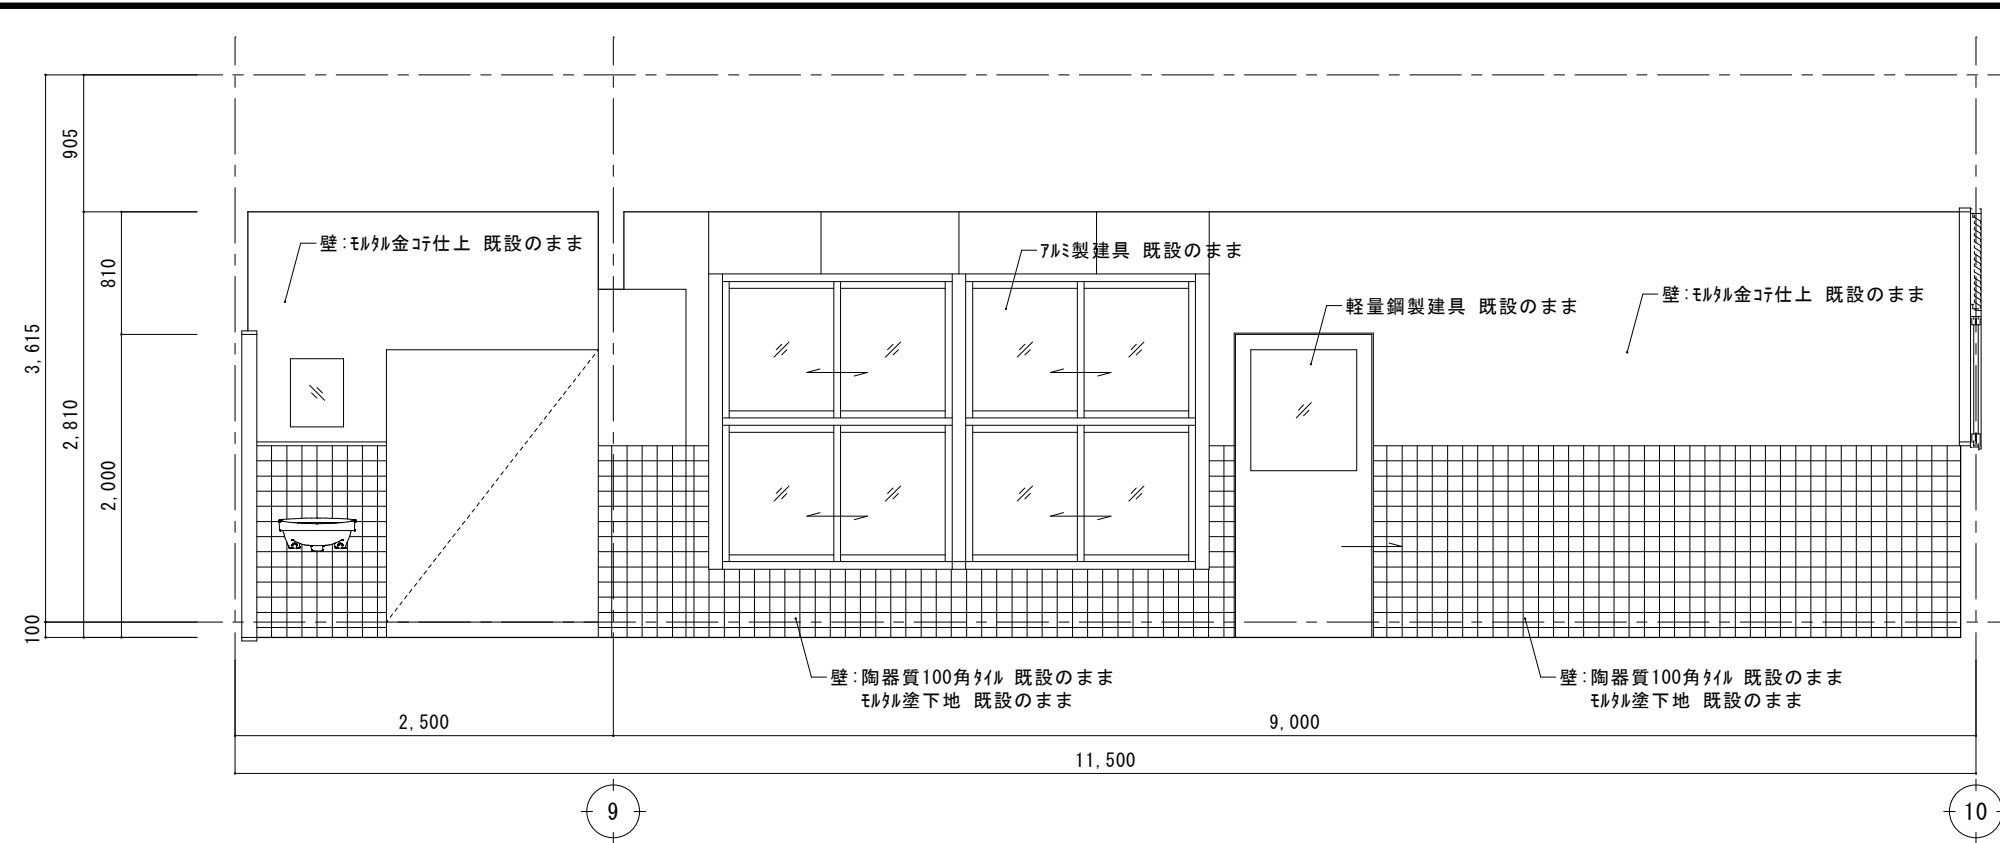 905
壁:ﾓﾙﾀﾙ金ｺﾃ仕上 既設のまま
ｱﾙﾐ製建具 既設のまま
810
軽量鋼製建具 既設のまま
壁:ﾓﾙﾀﾙ金ｺﾃ仕上 既設のまま
3,615
2,810
2,000
100
壁:陶器質100角ﾀｲﾙ 既設のまま
ﾓﾙﾀﾙ塗下地 既設のまま
壁:陶器質100角ﾀｲﾙ 既設のまま
ﾓﾙﾀﾙ塗下地 既設のまま
2,500
9,000
11,500
9
10